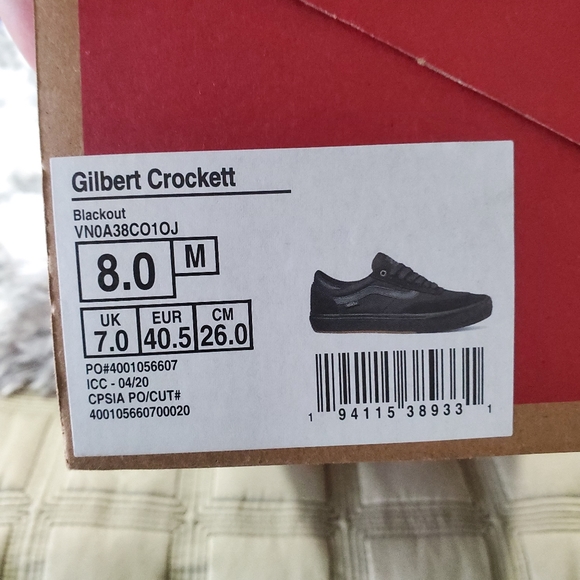 Gilbert Crockett
Blackout
VN0A38CO1OJ
8.0 M
UK EUR CM
7.0 40.5 26.0
PO#4001056607
ICC - 04/20
CPSIA PO/CUT#
400105660700020
1 94115 38933 1